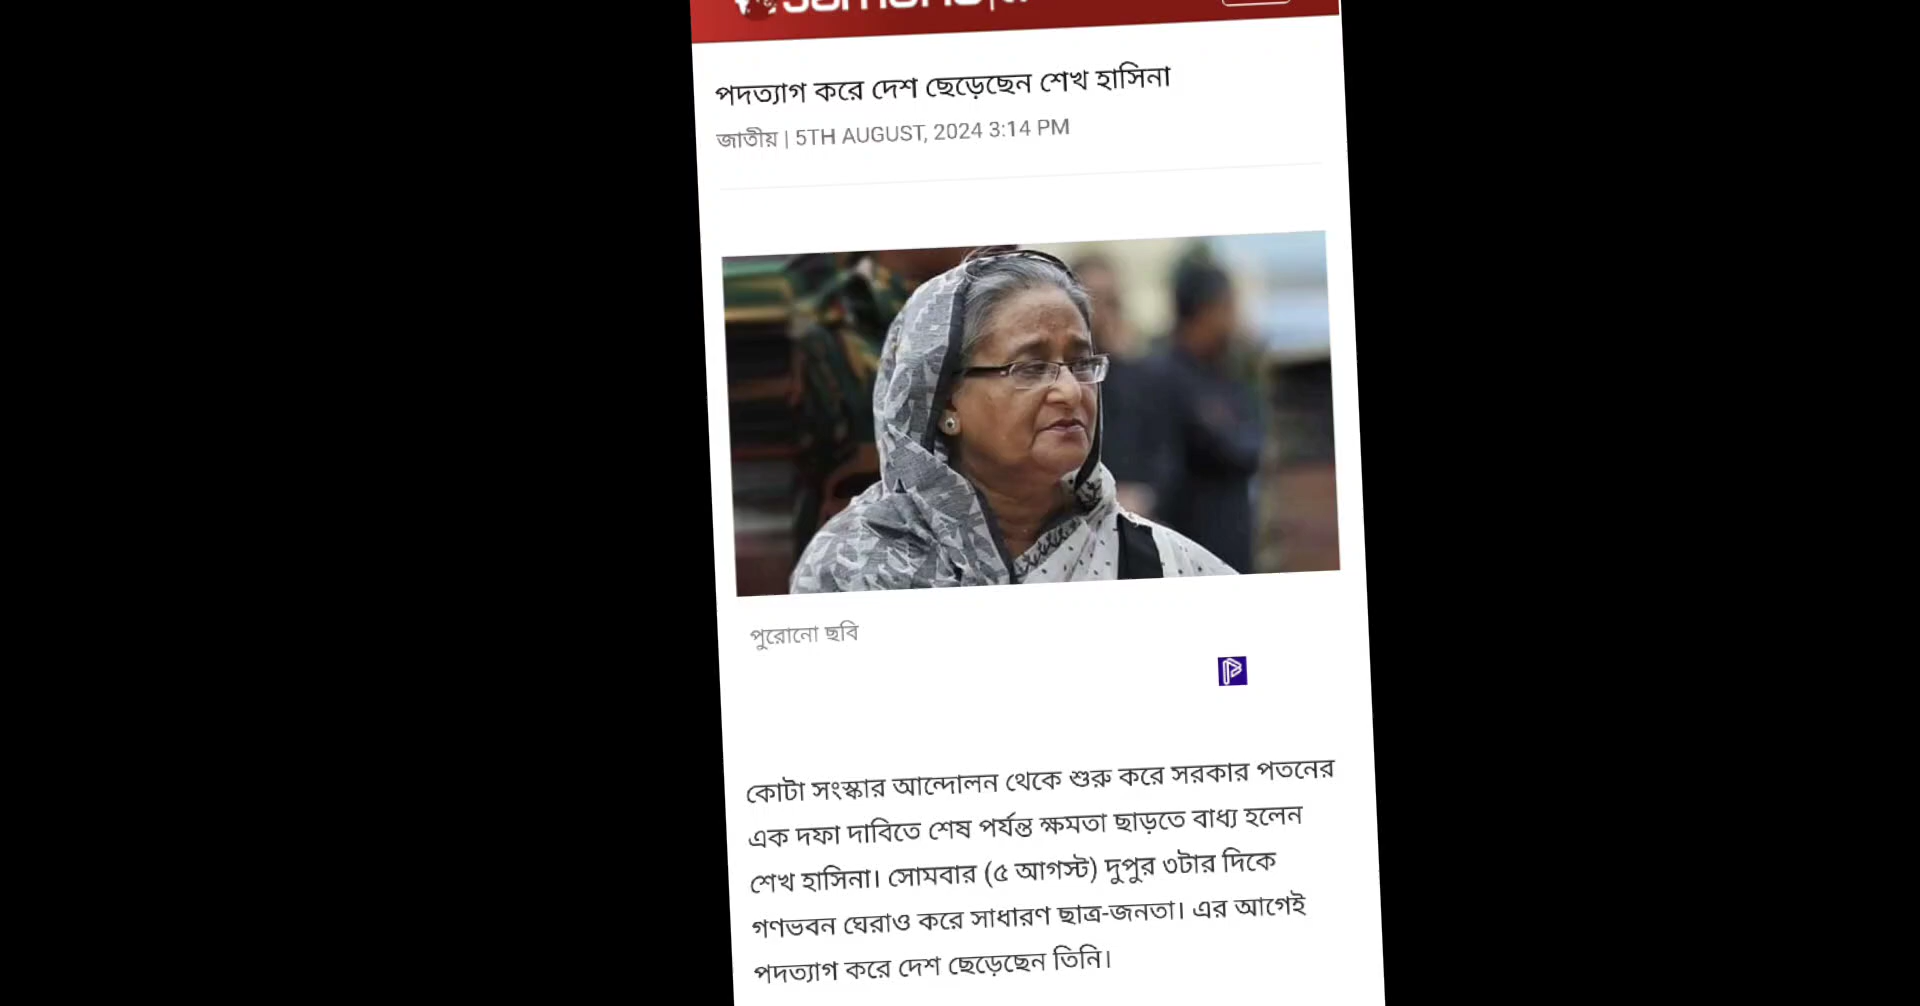 পদত্যাগ করে দেশ ছেড়েছেন শেখ হাসিনা
জাতীয় | 5TH AUGUST, 2024 3:14 PM
পুরোনো ছবি
কোটা সংস্কার আন্দোলন থেকে শুরু করে সরকার পতনের
এক দফা দাবিতে শেষ পর্যন্ত ক্ষমতা ছাড়তে বাধ্য হলেন
শেখ হাসিনা। সোমবার (৫ আগস্ট) দুপুর ৩টার দিকে
গণভবন ঘেরাও করে সাধারণ ছাত্র-জনতা। এর আগেই
পদত্যাগ করে দেশ ছেড়েছেন তিনি।